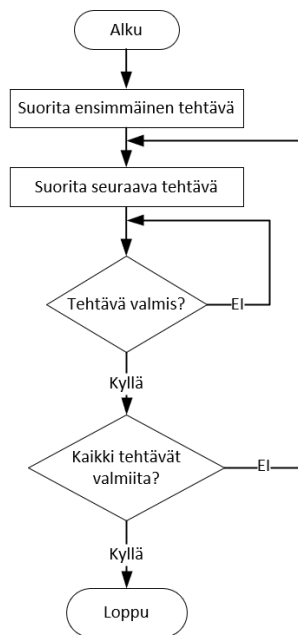 Alku
Suorita ensimmäinen tehtävä
Suorita seuraava tehtävä
Tehtävä valmis?
EI
Kyllä
Kaikki tehtävät
valmiita?
EI
Kyllä
Loppu